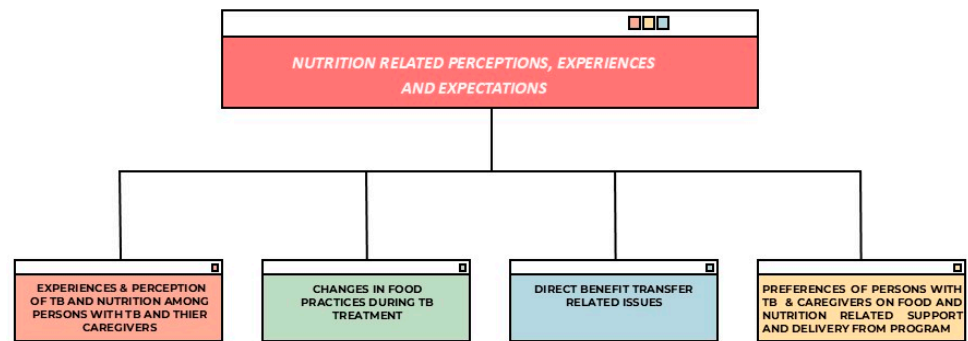 NUTRITION RELATED PERCEPTIONS, EXPERIENCES
AND EXPECTATIONS
EXPERIENCES & PERCEPTION
OF TB AND NUTRITION AMONG
PERSONS WITH TB AND THIER
CAREGIVERS
CHANGES IN FOOD
PRACTICES DURING TB
TREATMENT
DIRECT BENEFIT TRANSFER
RELATED ISSUES
PREFERENCES OF PERSONS WITH
TB & CAREGIVERS ON FOOD AND
NUTRITION RELATED SUPPORT
AND DELIVERY FROM PROGRAM